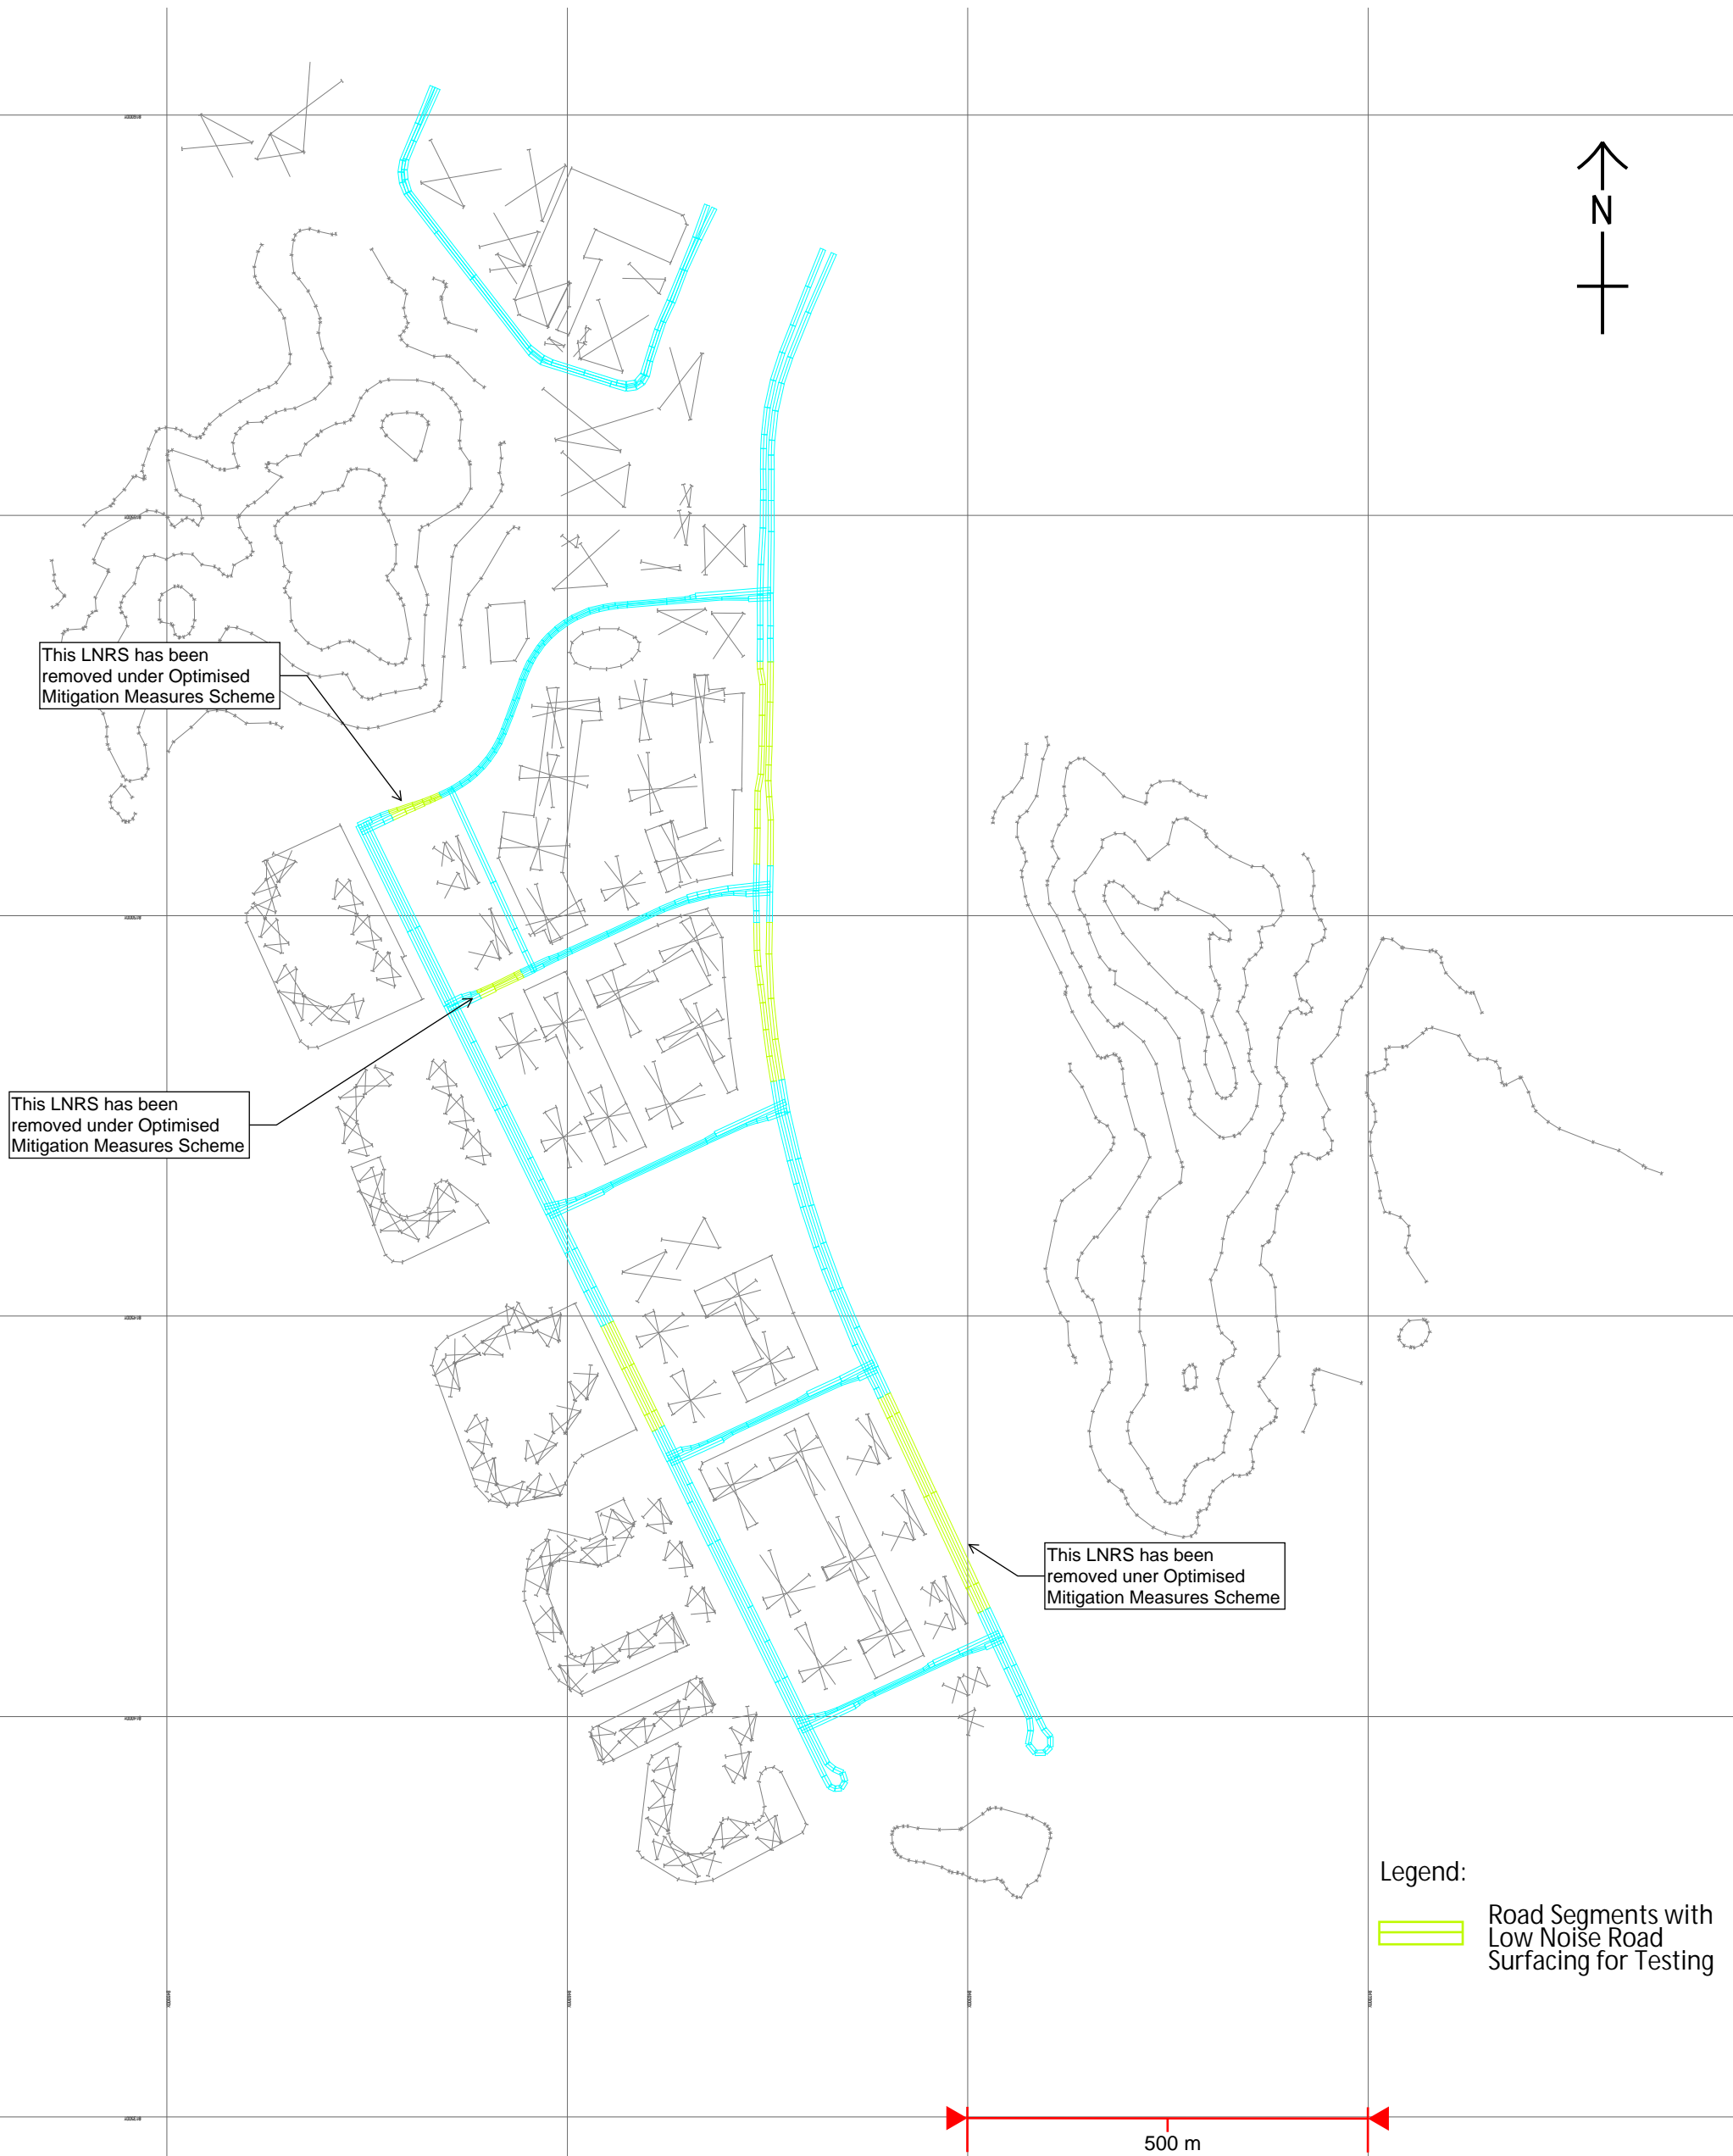 N
This LNRS has been
removed under Optimised
Mitigation Measures Scheme
This LNRS has been
removed under Optimised
Mitigation Measures Scheme
This LNRS has been
removed uner Optimised
Mitigation Measures Scheme
Legend:
Road Segments with
Low Noise Road
Surfacing for Testing
500 m